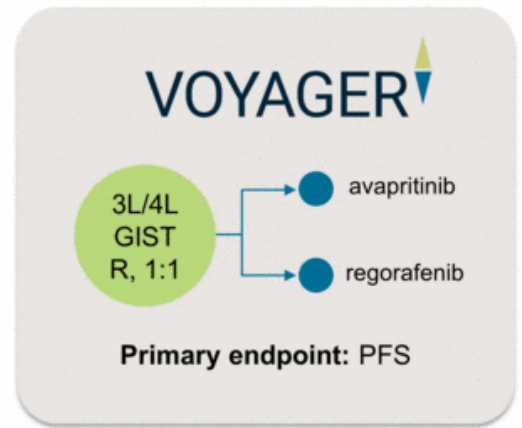 VOYAGER
3L/4L
GIST
R, 1:1
avapritinib
regorafenib
Primary endpoint: PFS